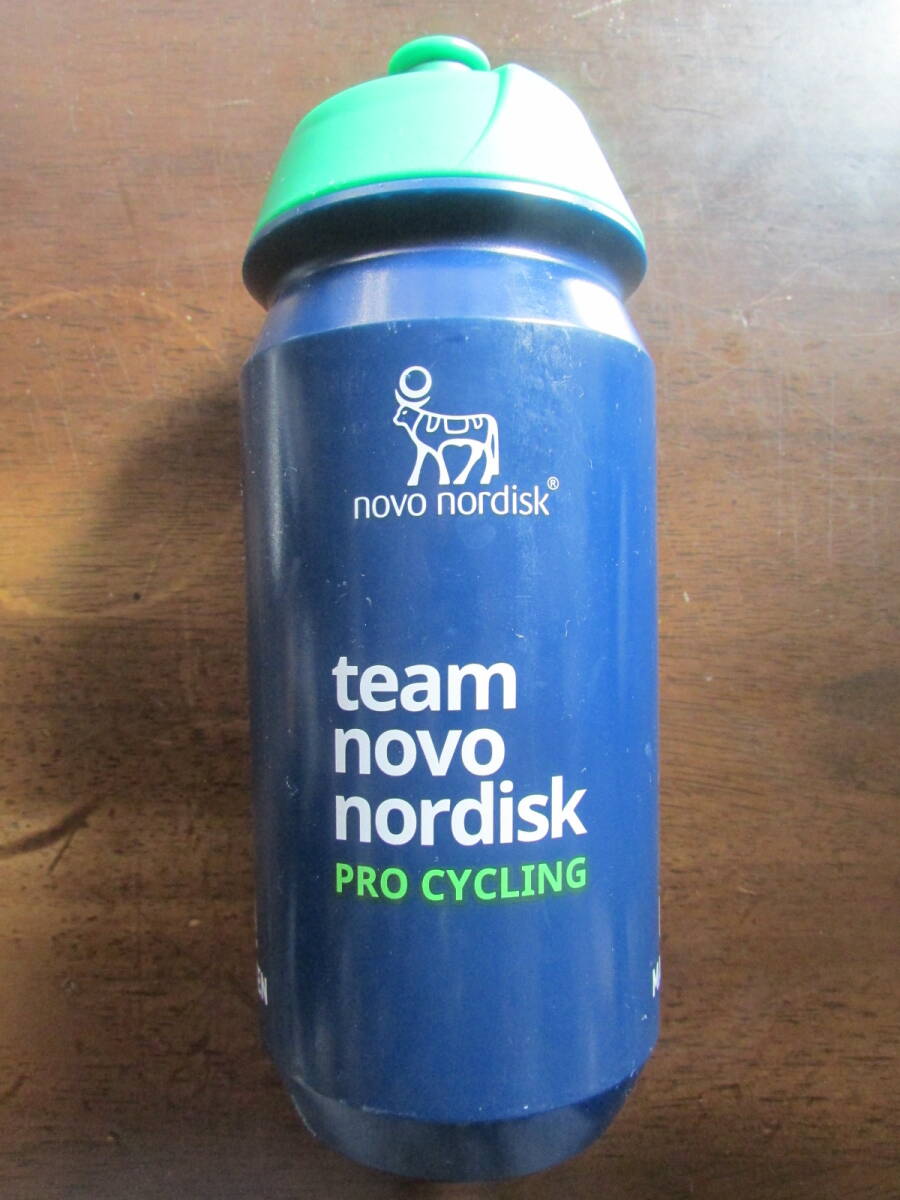 novo nordisk®
team
novo
nordisk
PRO CYCLING